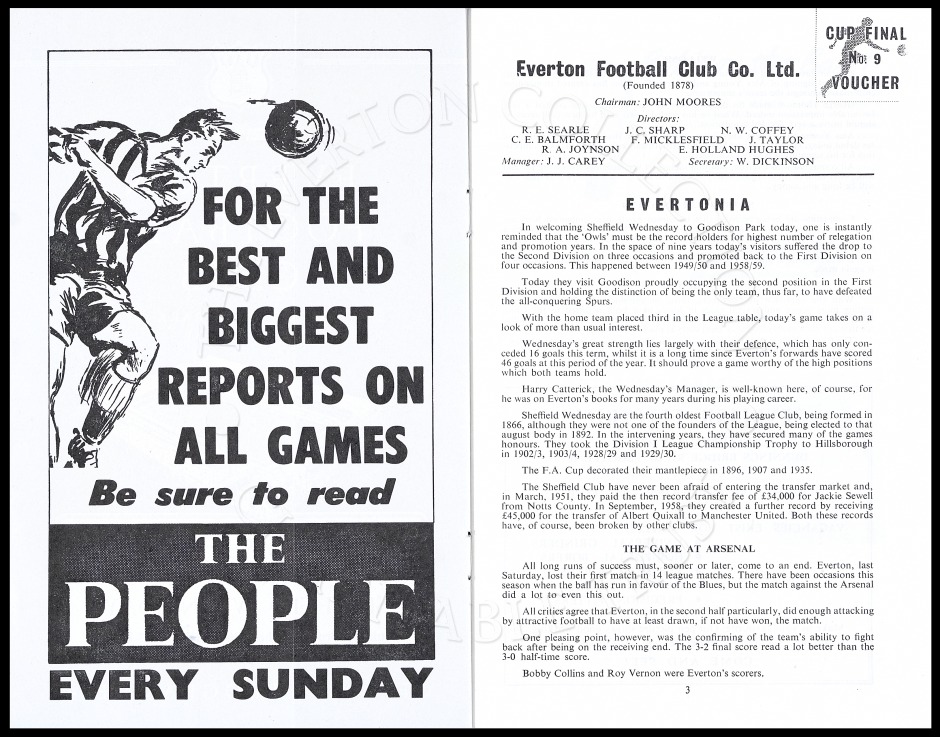 FOR THE
BEST AND
BIGGEST
REPORTS ON
ALL GAMES
Be sure to read
THE
PEOPLE
EVERY SUNDAY
CUP FINAL
No. 9
VOUCHER
Everton Football Club Co. Ltd.
(Founded 1878)
Chairman: JOHN MOORES
Directors:
R. E. SEARLE J. C. SHARP N. W. COFFEY
C. E. BALMFORTH F. MICKLESFIELD J. TAYLOR
R. A. JOYNSON E. HOLLAND HUGHES
Manager: J. J. CAREY Secretary: W. DICKINSON
EVERTONIA
In welcoming Sheffield Wednesday to Goodison Park today, one is instantly
reminded that the 'Owls' must be the record-holders for highest number of relegation
and promotion years. In the space of nine years today's visitors suffered the drop to
the Second Division on three occasions and promoted back to the First Division on
four occasions. This happened between 1949/50 and 1958/59.
Today they visit Goodison proudly occupying the second position in the First
Division and holding the distinction of being the only team, thus far, to have defeated
the all-conquering Spurs.
With the home team placed third in the League table, today's game takes on a
look of more than usual interest.
Wednesday's great strength lies largely with their defence, which has only con-
ceded 16 goals this term, whilst it is a long time since Everton's forwards have scored
46 goals at this period of the year. It should prove a game worthy of the high positions
which both teams hold.
Harry Catterick, the Wednesday's Manager, is well-known here, of course, for
he was on Everton's books for many years during his playing career.
Sheffield Wednesday are the fourth oldest Football League Club, being formed in
1866, although they were not one of the founders of the League, being elected to that
august body in 1892. In the intervening years, they have secured many of the games
honours. They took the Division I League Championship Trophy to Hillsborough
in 1902/3, 1903/4, 1928/29 and 1929/30.
The F.A. Cup decorated their mantlepiece in 1896, 1907 and 1935.
The Sheffield Club have never been afraid of entering the transfer market and,
in March, 1951, they paid the then record transfer fee of £34,000 for Jackie Sewell
from Notts County. In September, 1958, they created a further record by receiving
£45,000 for the transfer of Albert Quixall to Manchester United. Both these records
have, of course, been broken by other clubs.
THE GAME AT ARSENAL
All long runs of success must, sooner or later, come to an end. Everton, last
Saturday, lost their first match in 14 league matches. There have been occasions this
season when the ball has run in favour of the Blues, but the match against the Arsenal
did a lot to even this out.
All critics agree that Everton, in the second half particularly, did enough attacking
by attractive football to have at least drawn, if not have won, the match.
One pleasing point, however, was the confirming of the team's ability to fight
back after being on the receiving end. The 3-2 final score read a lot better than the
3-0 half-time score.
Bobby Collins and Roy Vernon were Everton's scorers.
3